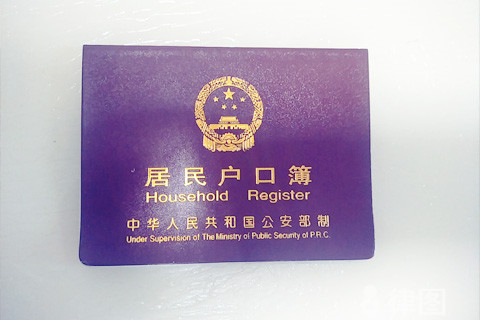 居民户口簿
Household Register
中华人民共和国公安部制
Under Supervision of The Ministry of Public Security of P.R.C.